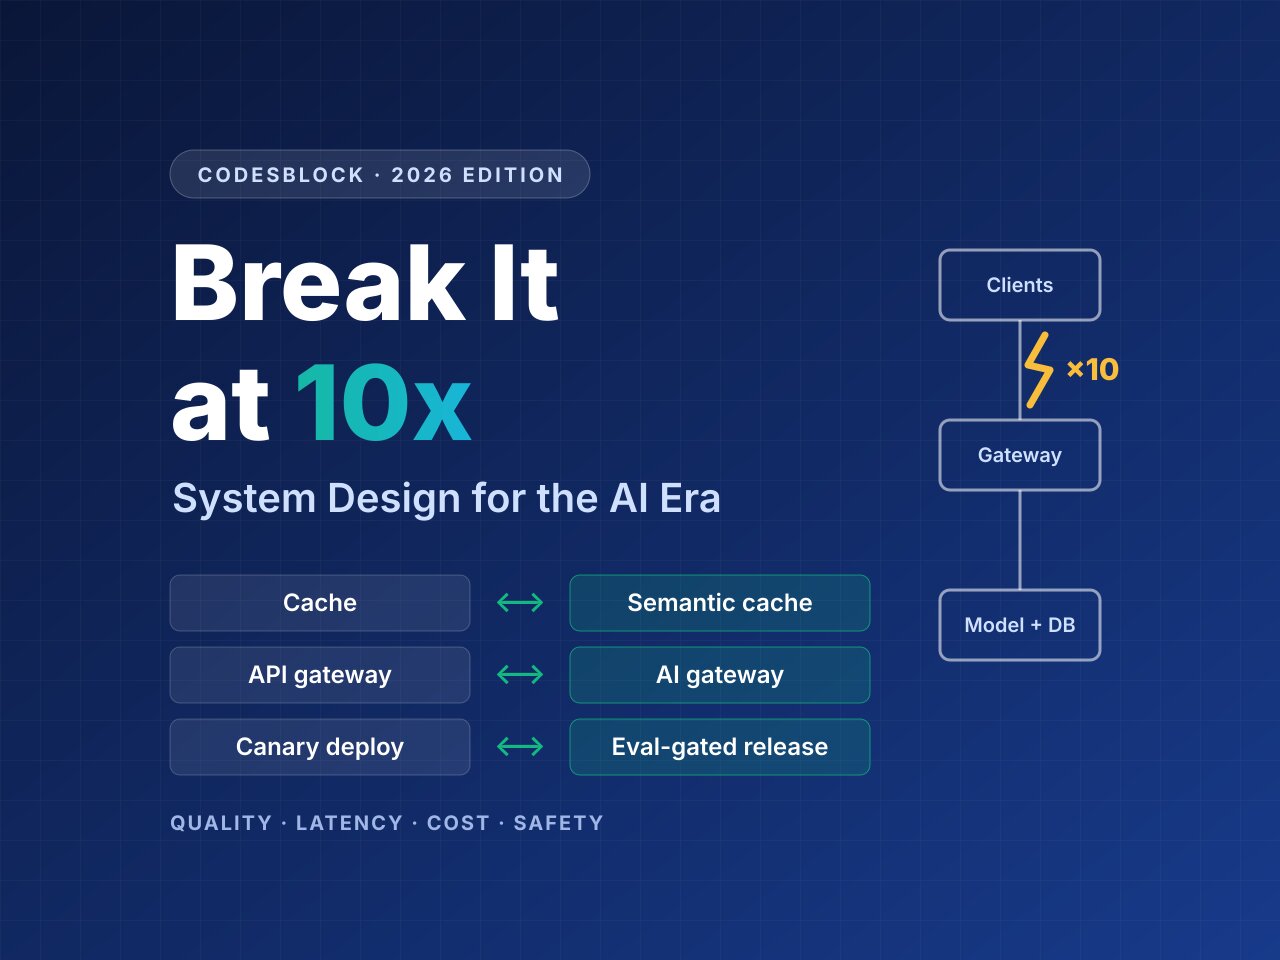 CODESBLOCK · 2026 EDITION
Break It
at 10x
System Design for the AI Era
Cache ↔ Semantic cache
API gateway ↔ AI gateway
Canary deploy ↔ Eval-gated release
QUALITY · LATENCY · COST · SAFETY
Clients
×10
Gateway
Model + DB